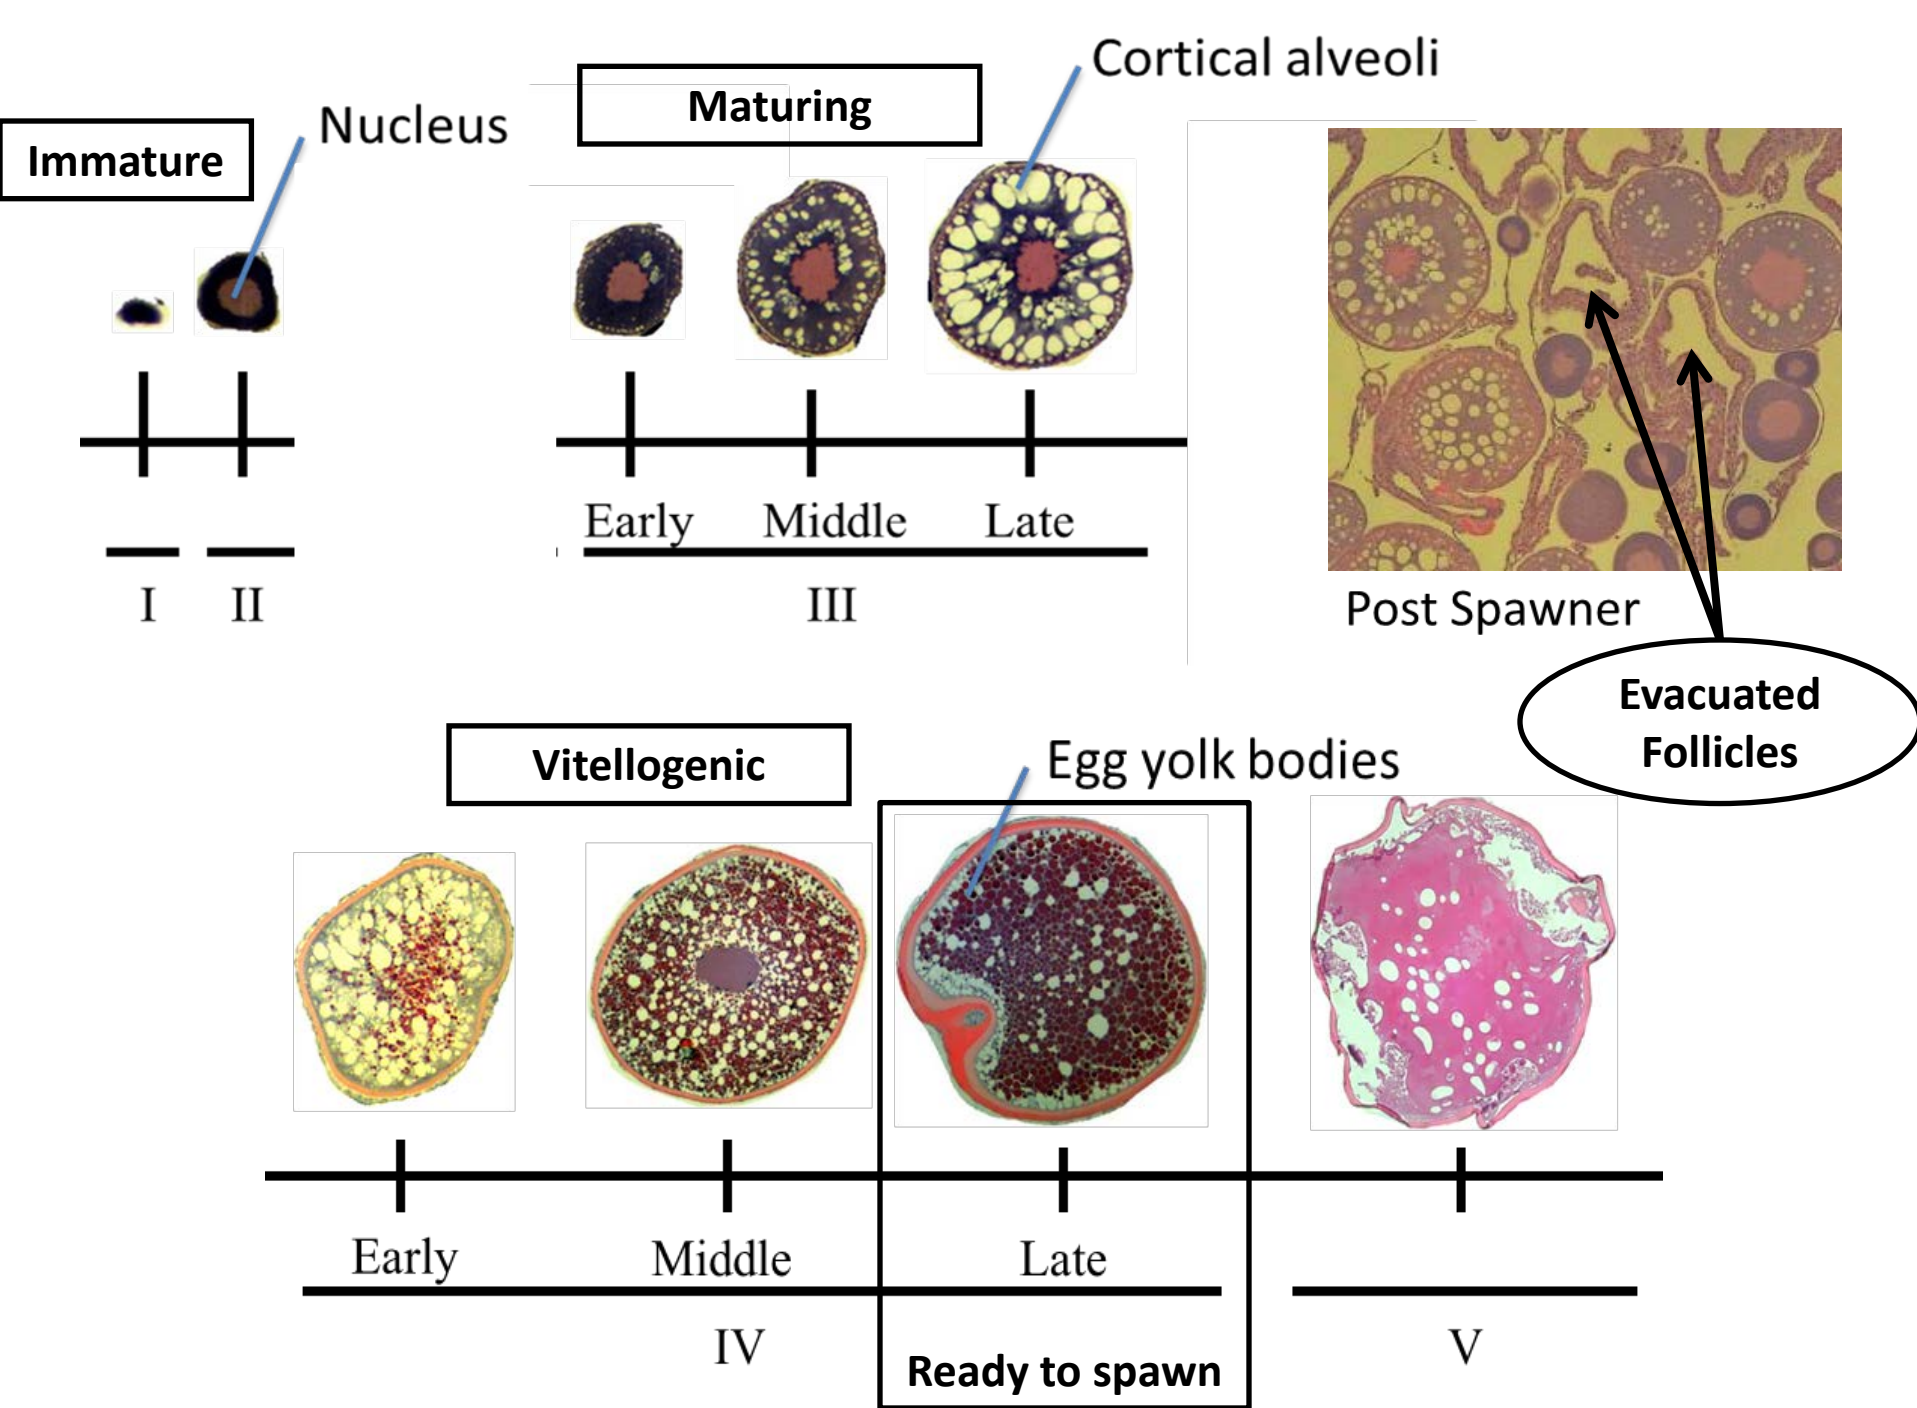 Cortical alveoli
Maturing
Nucleus
Immature
Early Middle Late
I II III
Post Spawner
Evacuated
Follicles
Vitellogenic
Egg yolk bodies
Early Middle Late
IV V
Ready to spawn